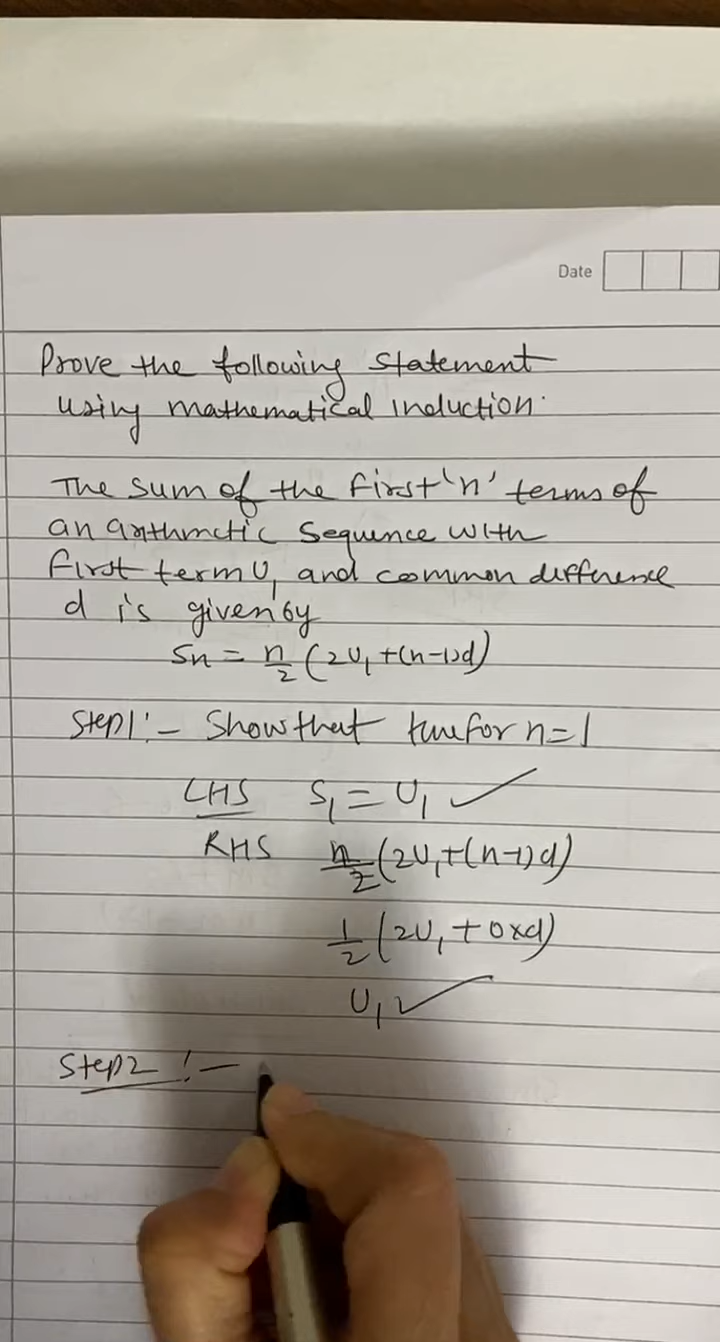 Date
Prove the following statement
using mathematical induction.
The sum of the first 'n' terms of
an arithmetic sequence with
first term U₁ and common difference
d is given by
Sn = n/2 (2U₁ + (n-1)d)
Step1:- Show that true for n=1
LHS S₁ = U₁ ✓
RHS n/2 (2U₁+(n-1)d)
1/2 (2U₁ + 0×d)
U₁ ✓
Step2 :-